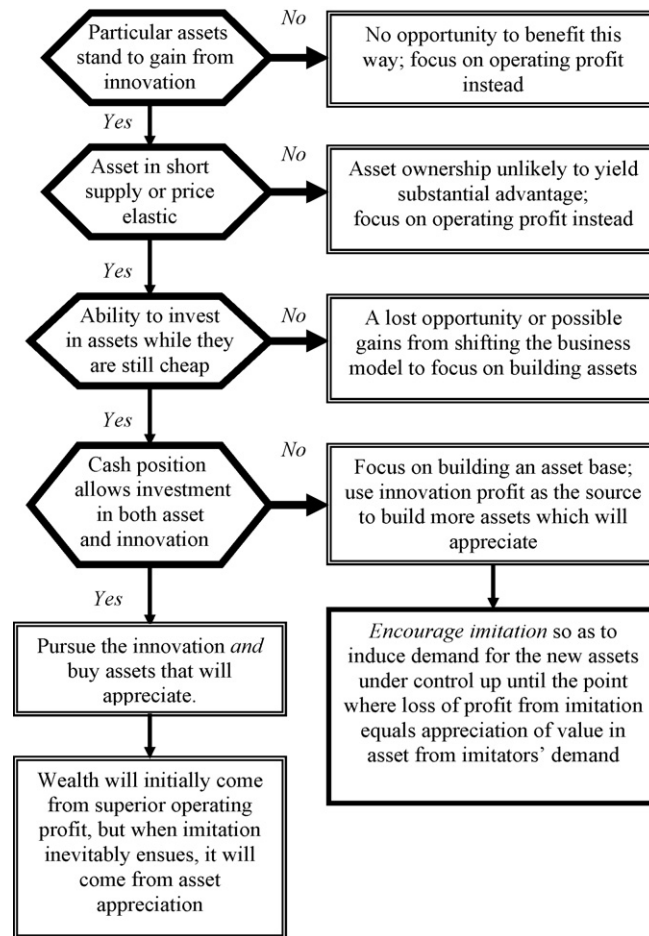 Particular assets
stand to gain from
innovation
No
No opportunity to benefit this
way; focus on operating profit
instead
Yes
Asset in short
supply or price
elastic
No
Asset ownership unlikely to yield
substantial advantage;
focus on operating profit instead
Yes
Ability to invest
in assets while they
are still cheap
No
A lost opportunity or possible
gains from shifting the business
model to focus on building assets
Yes
Cash position
allows investment
in both asset
and innovation
No
Focus on building an asset base;
use innovation profit as the source
to build more assets which will
appreciate
Yes
Pursue the innovation and
buy assets that will
appreciate.
Encourage imitation so as to
induce demand for the new assets
under control up until the point
where loss of profit from imitation
equals appreciation of value in
asset from imitators’ demand
Wealth will initially come
from superior operating
profit, but when imitation
inevitably ensues, it will
come from asset
appreciation